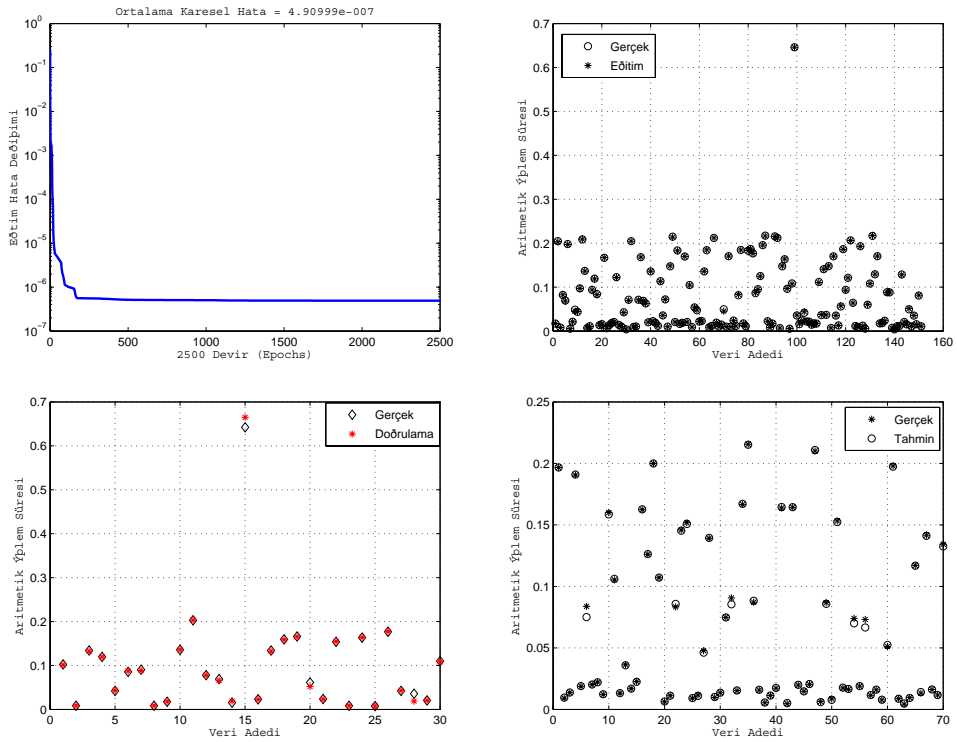 Ortalama Karesel Hata = 4.90999e-007
10^0
10^-1
10^-2
10^-3
10^-4
10^-5
10^-6
10^-7
Eðtim Hata Deðiþimi
0 500 1000 1500 2000 2500
2500 Devir (Epochs)
0.7
0.6
0.5
0.4
0.3
0.2
0.1
0
Aritmetik Ýþlem Süresi
Gerçek
Eðitim
0 20 40 60 80 100 120 140 160
Veri Adedi
0.7
0.6
0.5
0.4
0.3
0.2
0.1
0
Aritmetik Ýþlem Süresi
Gerçek
Doðrulama
0 5 10 15 20 25 30
Veri Adedi
0.25
0.2
0.15
0.1
0.05
0
Aritmetik Ýþlem Süresi
Gerçek
Tahmin
0 10 20 30 40 50 60 70
Veri Adedi